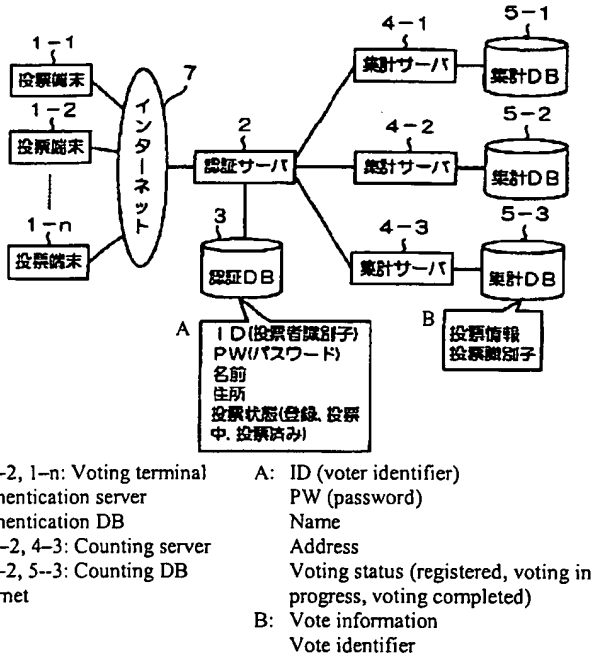 1-1
投票端末
1-2
投票端末
1-n
投票端末
7
インターネット
2
認証サーバ
3
認証DB
4-1
集計サーバ
4-2
集計サーバ
4-3
集計サーバ
5-1
集計DB
5-2
集計DB
5-3
集計DB
A
ID(投票者識別子)
PW(パスワード)
名前
住所
投票状態(登録、投票
中、投票済み)
B
投票情報
投票識別子
-2, 1–n: Voting terminal
entication server
entication DB
–2, 4–3: Counting server
–2, 5--3: Counting DB
net
A: ID (voter identifier)
PW (password)
Name
Address
Voting status (registered, voting in
progress, voting completed)
B: Vote information
Vote identifier